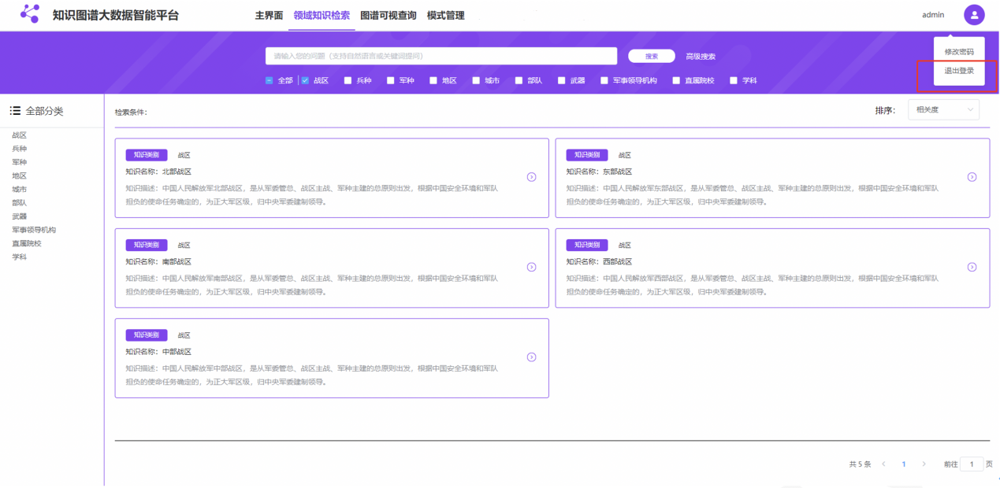 知识图谱大数据智能平台
主界面 领域知识检索 图谱可视查询 模式管理
admin
修改密码
退出登录
请输入您的问题（支持自然语言或关键词提问）
搜索
高级搜索
全部 战区 兵种 军种 地区 城市 部队 武器 军事领导机构 直属院校 学科
全部分类
战区
兵种
军种
地区
城市
部队
武器
军事领导机构
直属院校
学科
检索条件：
排序： 相关度
知识类别 战区
知识名称：北部战区
知识描述：中国人民解放军北部战区，是从军委管总、战区主战、军种主建的总原则出发，根据中国安全环境和军队
担负的使命任务确定的，为正大军区级，归中央军委建制领导。
知识类别 战区
知识名称：东部战区
知识描述：中国人民解放军东部战区，是从军委管总、战区主战、军种主建的总原则出发，根据中国安全环境和军队
担负的使命任务确定的，为正大军区级，归中央军委建制领导。
知识类别 战区
知识名称：南部战区
知识描述：中国人民解放军南部战区，是从军委管总、战区主战、军种主建的总原则出发，根据中国安全环境和军队
担负的使命任务确定的，为正大军区级，归中央军委建制领导。
知识类别 战区
知识名称：西部战区
知识描述：中国人民解放军西部战区，是从军委管总、战区主战、军种主建的总原则出发，根据中国安全环境和军队
担负的使命任务确定的，为正大军区级，归中央军委建制领导。
知识类别 战区
知识名称：中部战区
知识描述：中国人民解放军中部战区，是从军委管总、战区主战、军种主建的总原则出发，根据中国安全环境和军队
担负的使命任务确定的，为正大军区级，归中央军委建制领导。
共 5 条 < 1 > 前往 1 页